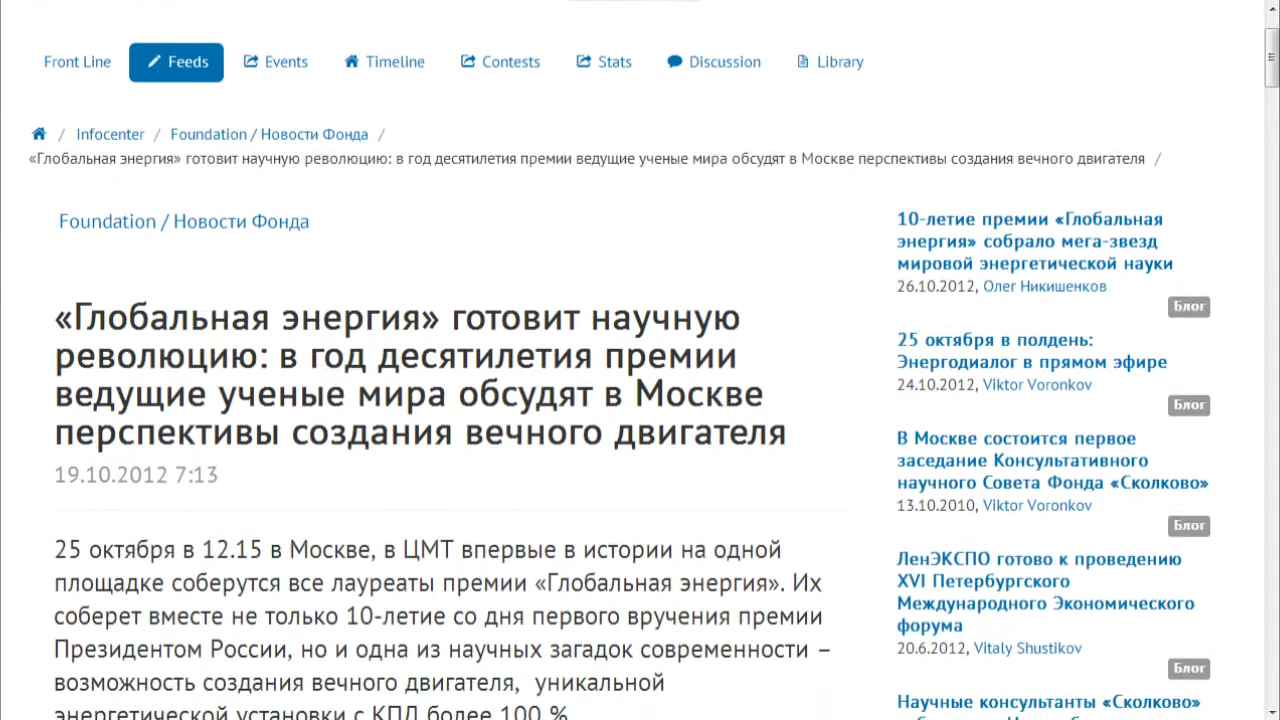 Front Line Feeds Events Timeline Contests Stats Discussion Library
/ Infocenter / Foundation / Новости Фонда /
«Глобальная энергия» готовит научную революцию: в год десятилетия премии ведущие ученые мира обсудят в Москве перспективы создания вечного двигателя /
Foundation / Новости Фонда
«Глобальная энергия» готовит научную
революцию: в год десятилетия премии
ведущие ученые мира обсудят в Москве
перспективы создания вечного двигателя
19.10.2012 7:13
25 октября в 12.15 в Москве, в ЦМТ впервые в истории на одной
площадке соберутся все лауреаты премии «Глобальная энергия». Их
соберет вместе не только 10-летие со дня первого вручения премии
Президентом России, но и одна из научных загадок современности –
возможность создания вечного двигателя, уникальной
энергетической установки с КПД более 100 %.
10-летие премии «Глобальная
энергия» собрало мега-звезд
мировой энергетической науки
26.10.2012, Олег Никишенков
Блог
25 октября в полдень:
Энергодиалог в прямом эфире
24.10.2012, Viktor Voronkov
Блог
В Москве состоится первое
заседание Консультативного
научного Совета Фонда «Сколково»
13.10.2010, Viktor Voronkov
Блог
ЛенЭКСПО готово к проведению
XVI Петербургского
Международного Экономического
форума
20.6.2012, Vitaly Shustikov
Блог
Научные консультанты «Сколково»